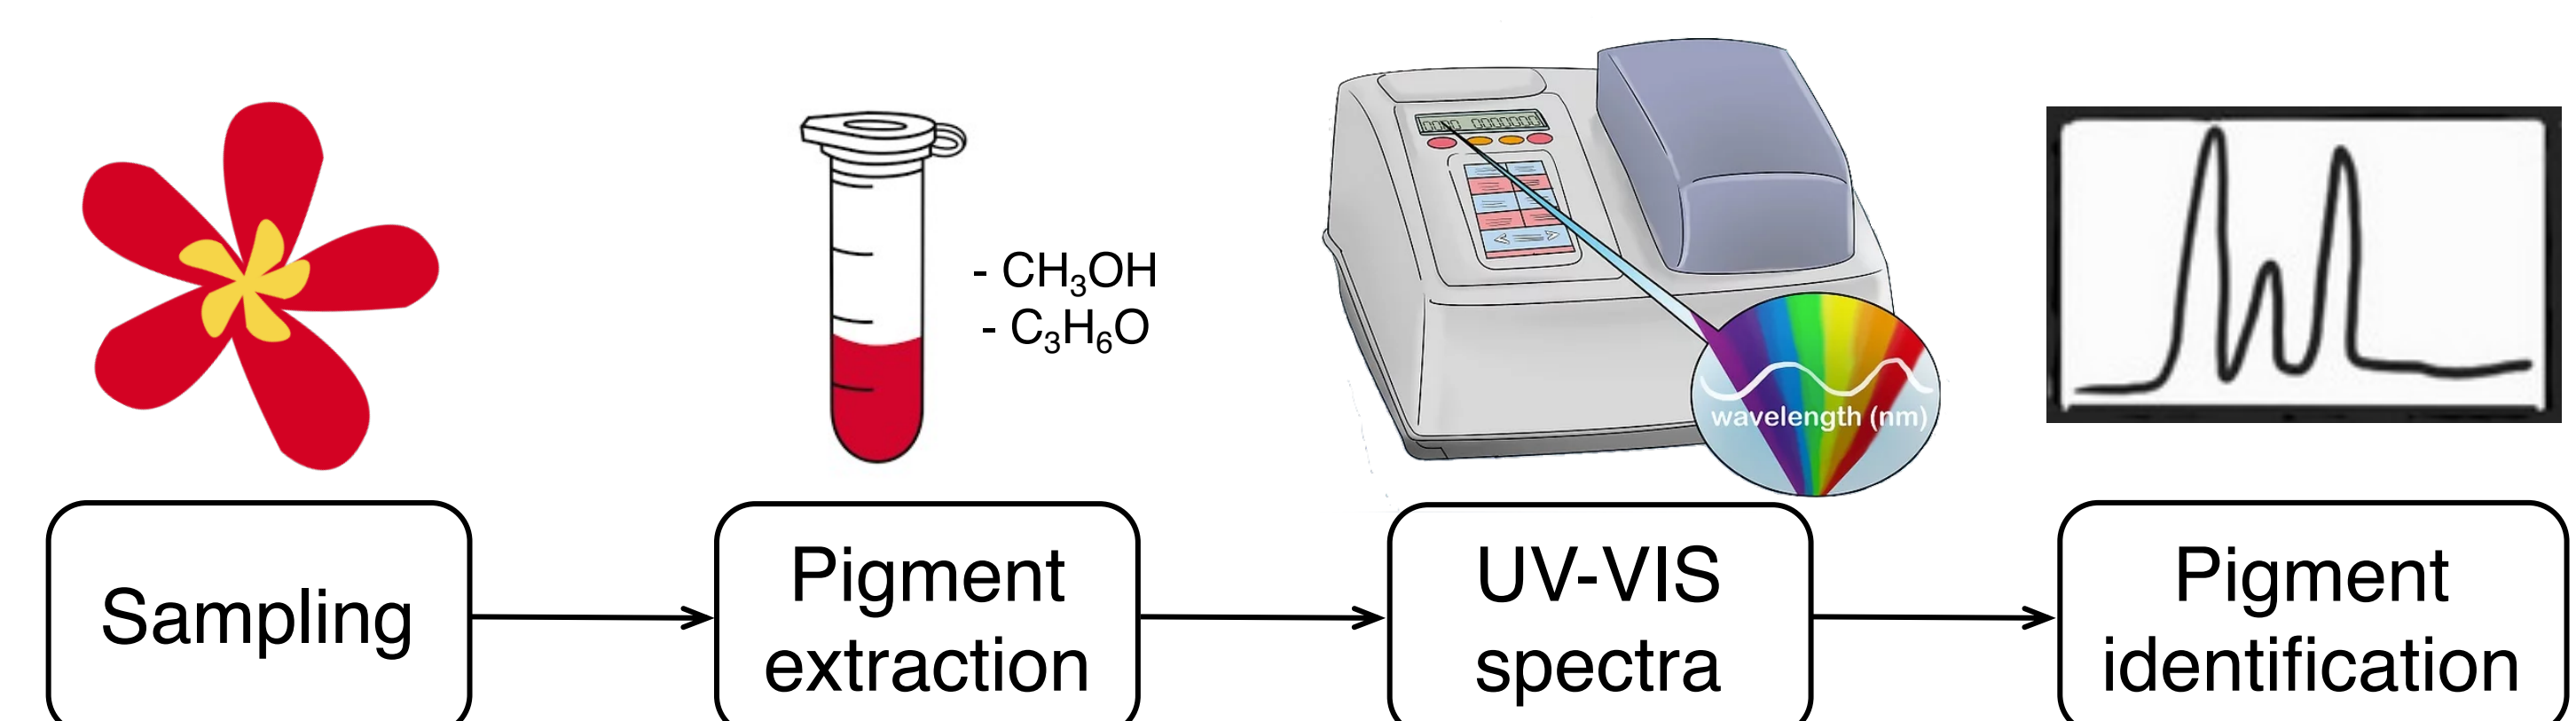 - CH₃OH
- C₃H₆O
wavelength (nm)
Sampling
Pigment
extraction
UV-VIS
spectra
Pigment
identification